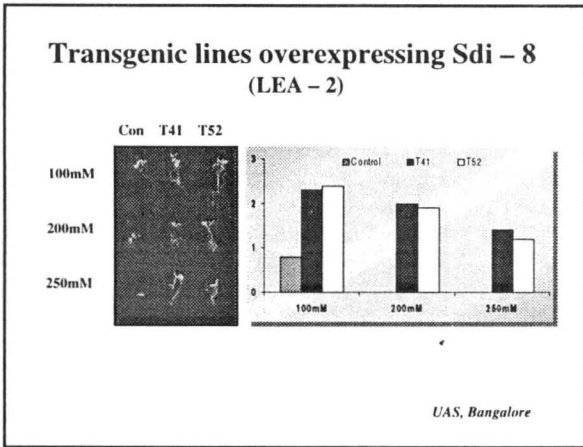 Transgenic lines overexpressing Sdi – 8
(LEA – 2)
Con T41 T52
100mM
200mM
250mM
Control T41 T52
3
2
1
0
100mM 200mM 250mM
UAS, Bangalore